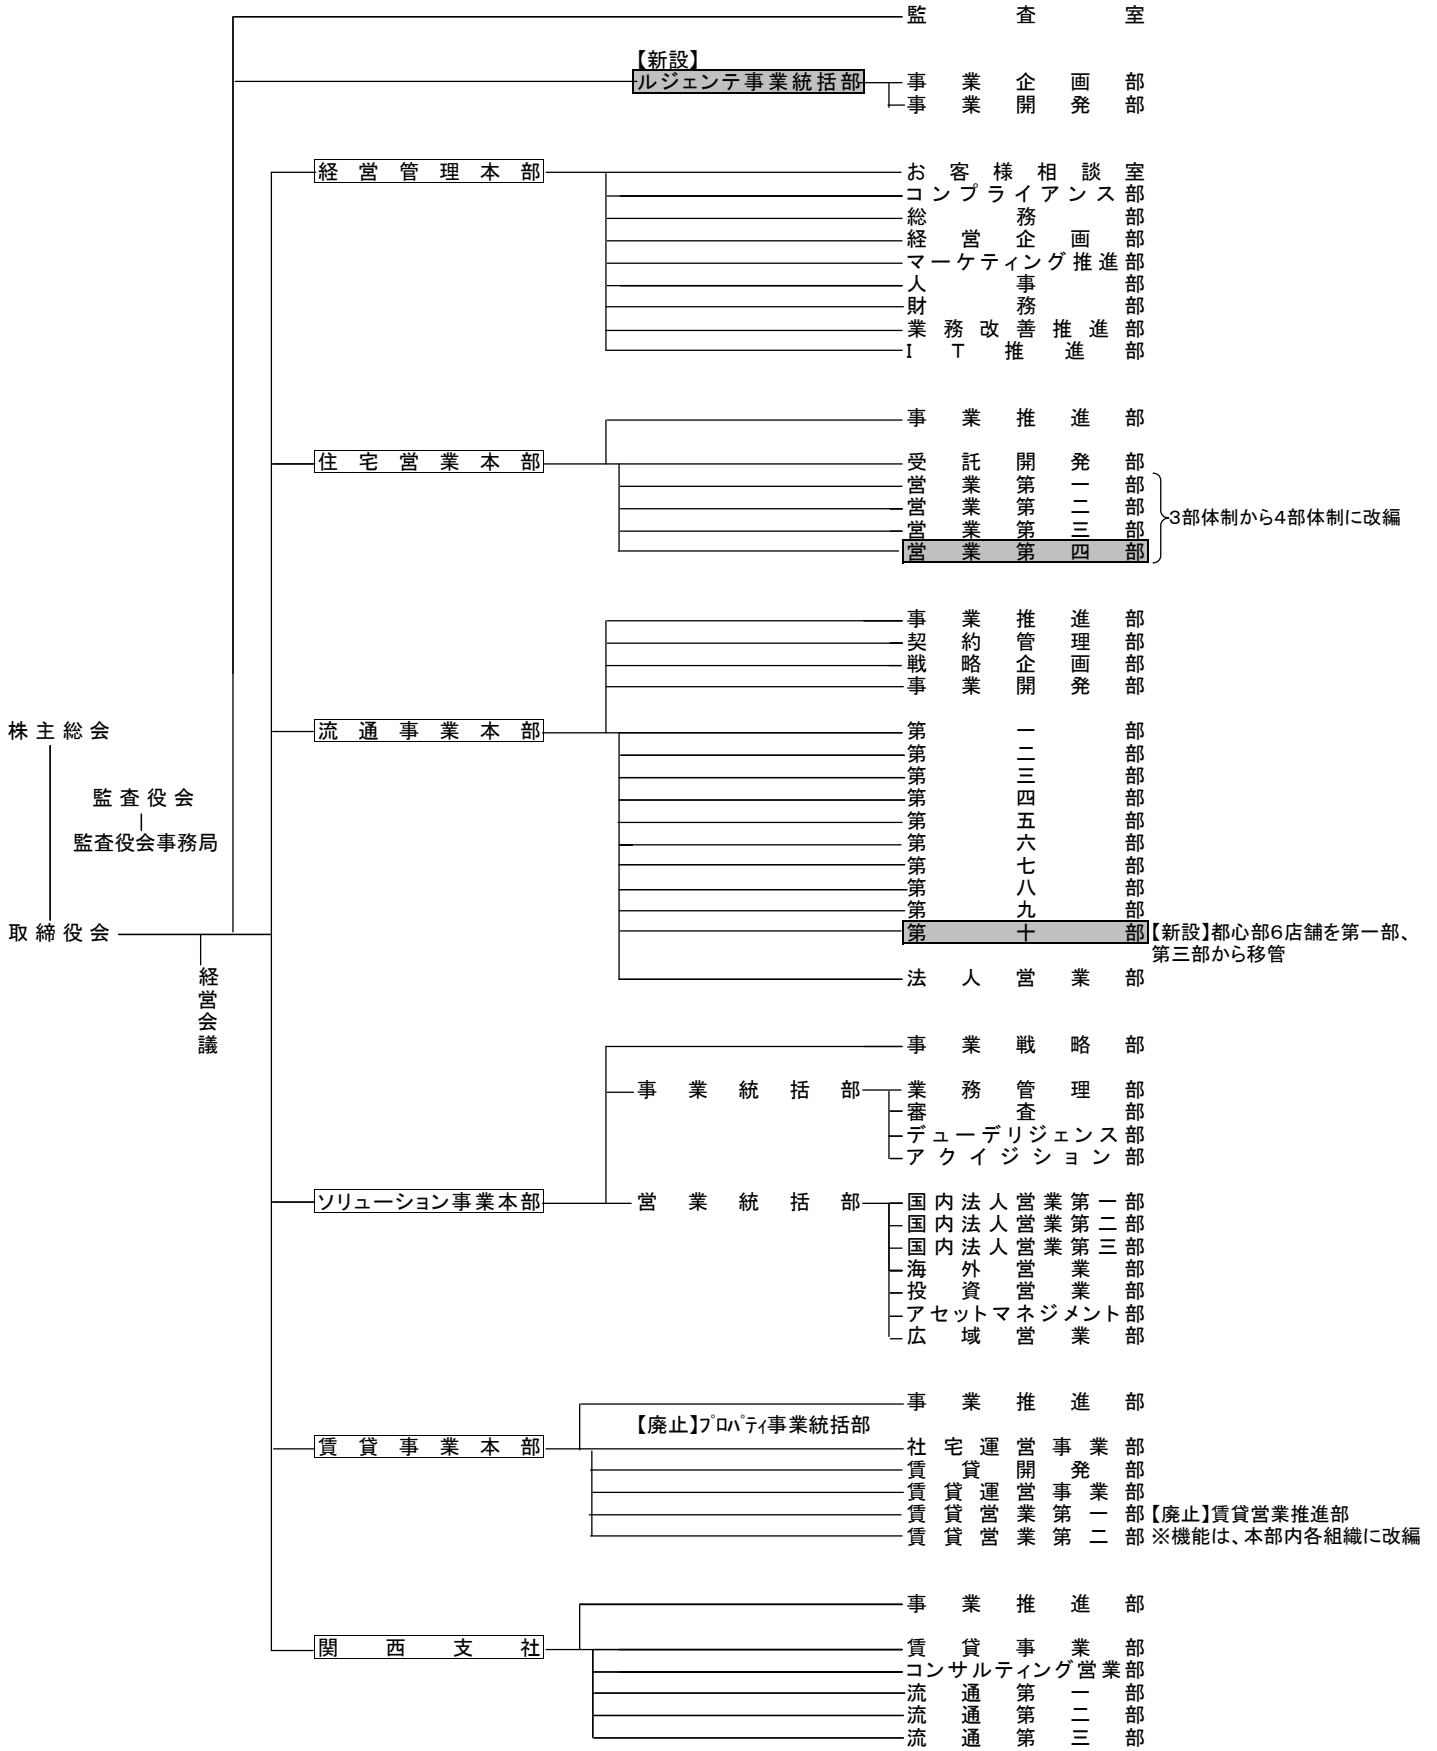 監査室
【新設】
ルジェンテ事業統括部
事業企画部
事業開発部
経営管理本部
お客様相談室
コンプライアンス部
総務部
経営企画部
マーケティング推進部
人事部
財務部
業務改善推進部
IT推進部
住宅営業本部
事業推進部
受託開発部
営業第一部
営業第二部
営業第三部
営業第四部
3部体制から4部体制に改編
流通事業本部
事業推進部
契約管理部
戦略企画部
事業開発部
第一部
第二部
第三部
第四部
第五部
第六部
第七部
第八部
第九部
第十部
【新設】都心部6店舗を第一部、
第三部から移管
法人営業部
株主総会
監査役会
監査役会事務局
取締役会
経営会議
ソリューション事業本部
事業戦略部
事業統括部
業務管理部
審査部
デューデリジェンス部
アクイジション部
営業統括部
国内法人営業第一部
国内法人営業第二部
国内法人営業第三部
海外営業部
投資営業部
アセットマネジメント部
広域営業部
賃貸事業本部
事業推進部
【廃止】プロパティ事業統括部
社宅運営事業部
賃貸開発部
賃貸運営事業部
賃貸営業第一部
【廃止】賃貸営業推進部
賃貸営業第二部
※機能は、本部内各組織に改編
関西支社
事業推進部
賃貸事業部
コンサルティング営業部
流通第一部
流通第二部
流通第三部